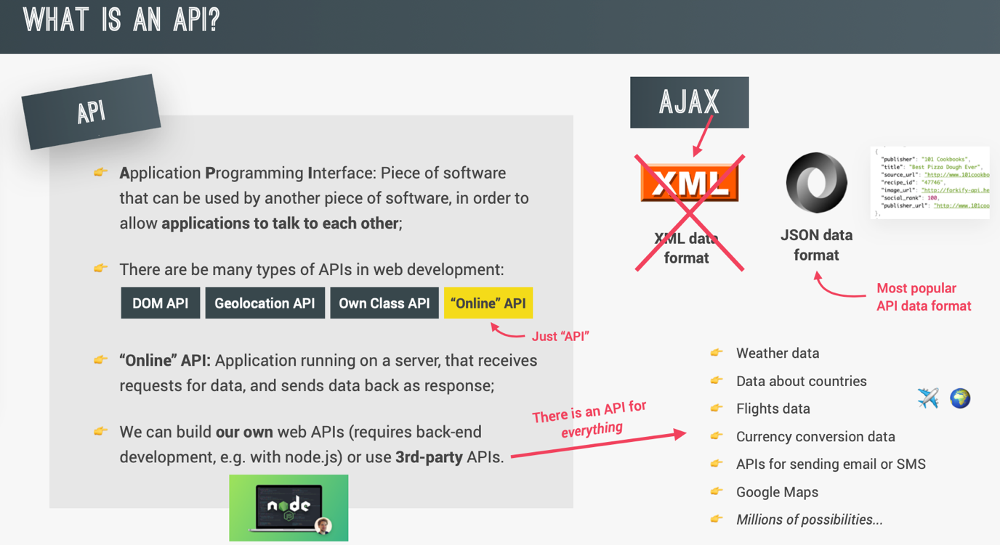 WHAT IS AN API?
API
Application Programming Interface: Piece of software
that can be used by another piece of software, in order to
allow applications to talk to each other;
There are be many types of APIs in web development:
DOM API
Geolocation API
Own Class API
“Online” API
Just “API”
“Online” API: Application running on a server, that receives
requests for data, and sends data back as response;
We can build our own web APIs (requires back-end
development, e.g. with node.js) or use 3rd-party APIs.
node
JS
There is an API for
everything
AJAX
XML
XML data
format
JSON data
format
{
"publisher": "101 Cookbooks",
"title": "Best Pizza Dough Ever",
"source_url": "http://www.101cookbo
"recipe_id": "47746",
"image_url": "http://forkify-api.he
"social_rank": 100,
"publisher_url": "http://www.101coo
},
Most popular
API data format
Weather data
Data about countries
Flights data
Currency conversion data
APIs for sending email or SMS
Google Maps
Millions of possibilities...